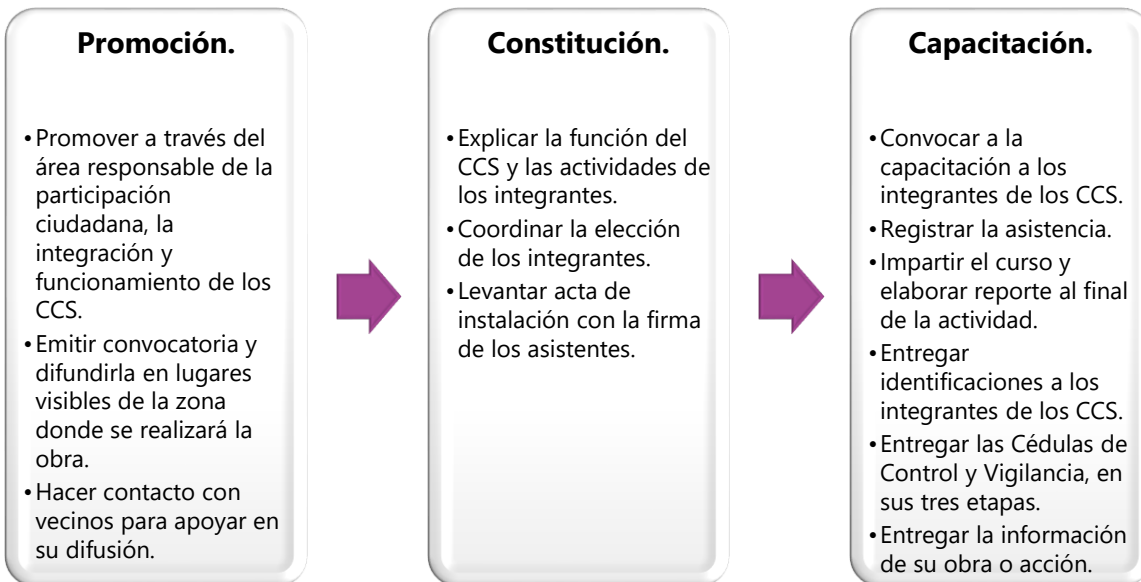 Promoción.
•Promover a través del
área responsable de la
participación
ciudadana, la
integración y
funcionamiento de los
CCS.
•Emitir convocatoria y
difundirla en lugares
visibles de la zona
donde se realizará la
obra.
•Hacer contacto con
vecinos para apoyar en
su difusión.
Constitución.
•Explicar la función del
CCS y las actividades de
los integrantes.
•Coordinar la elección
de los integrantes.
•Levantar acta de
instalación con la firma
de los asistentes.
Capacitación.
•Convocar a la
capacitación a los
integrantes de los CCS.
•Registrar la asistencia.
•Impartir el curso y
elaborar reporte al final
de la actividad.
•Entregar
identificaciones a los
integrantes de los CCS.
•Entregar las Cédulas de
Control y Vigilancia, en
sus tres etapas.
•Entregar la información
de su obra o acción.